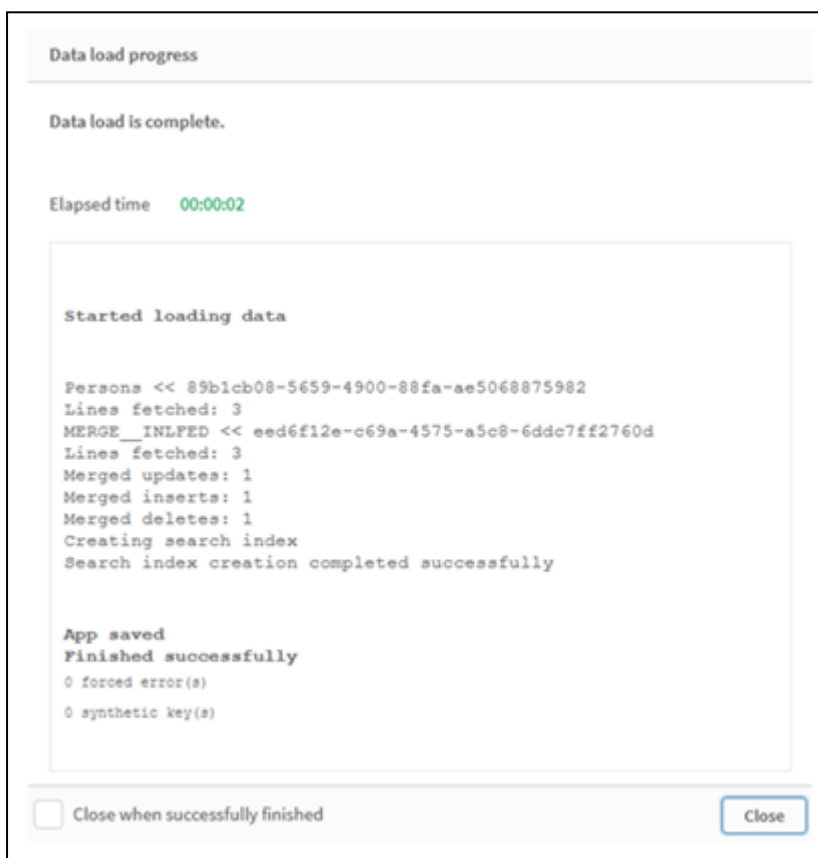 Data load progress
Data load is complete.
Elapsed time 00:00:02
Started loading data
Persons << 89b1cb08-5659-4900-88fa-ae5068875982
Lines fetched: 3
MERGE__INLFED << eed6f12e-c69a-4575-a5c8-6ddc7ff2760d
Lines fetched: 3
Merged updates: 1
Merged inserts: 1
Merged deletes: 1
Creating search index
Search index creation completed successfully
App saved
Finished successfully
0 forced error(s)
0 synthetic key(s)
Close when successfully finished
Close